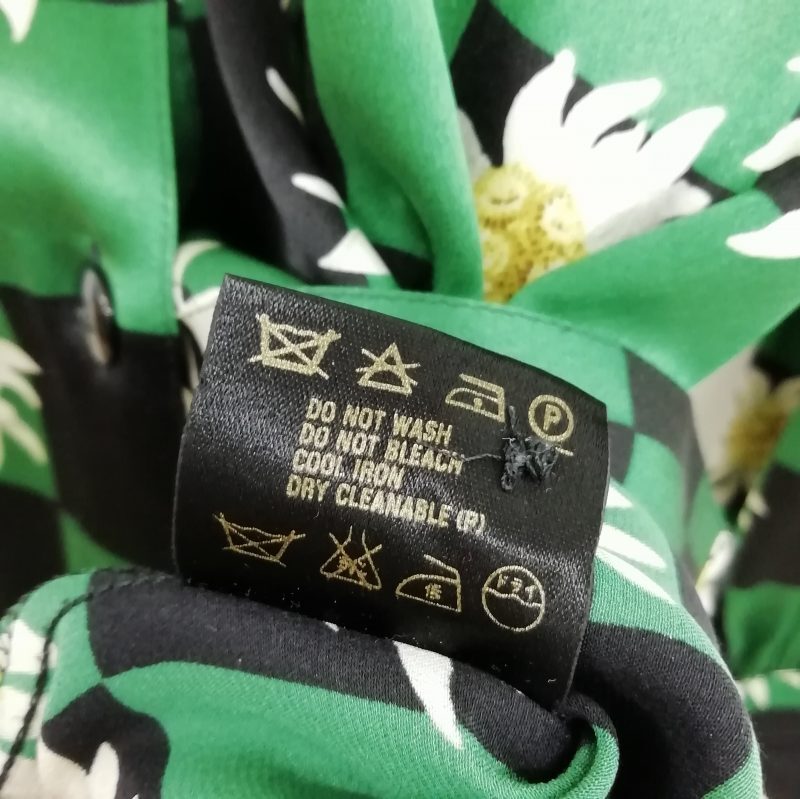 P
DO NOT WASH
DO NOT BLEACH
COOL IRON
DRY CLEANABLE (P)